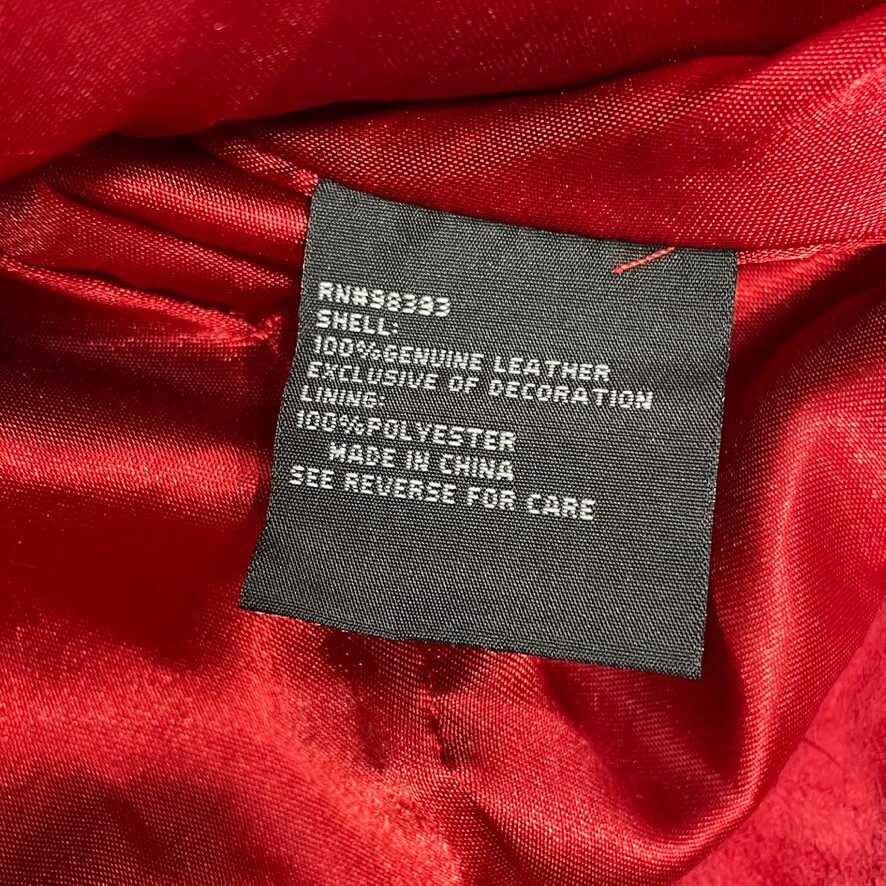 RN#98393
SHELL:
100%GENUINE LEATHER
EXCLUSIVE OF DECORATION
LINING:
100%POLYESTER
MADE IN CHINA
SEE REVERSE FOR CARE